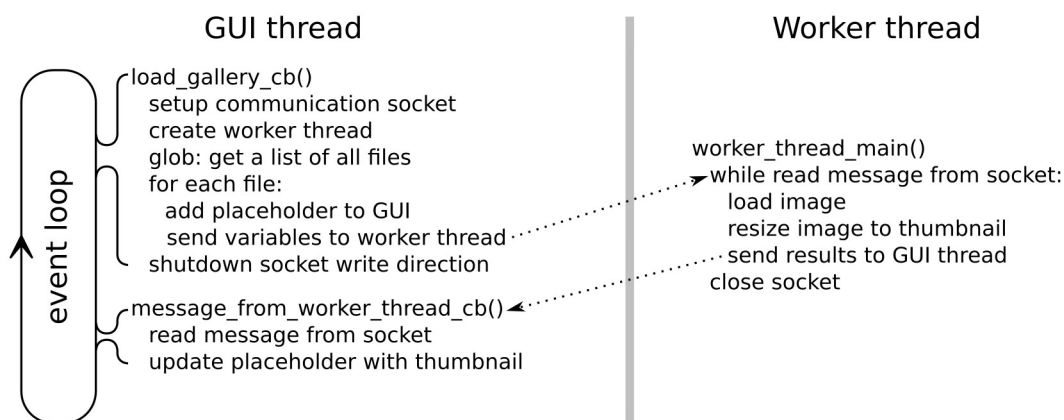 GUI thread
Worker thread
event loop
load_gallery_cb()
setup communication socket
create worker thread
glob: get a list of all files
for each file:
add placeholder to GUI
send variables to worker thread
shutdown socket write direction
message_from_worker_thread_cb()
read message from socket
update placeholder with thumbnail
worker_thread_main()
while read message from socket:
load image
resize image to thumbnail
send results to GUI thread
close socket